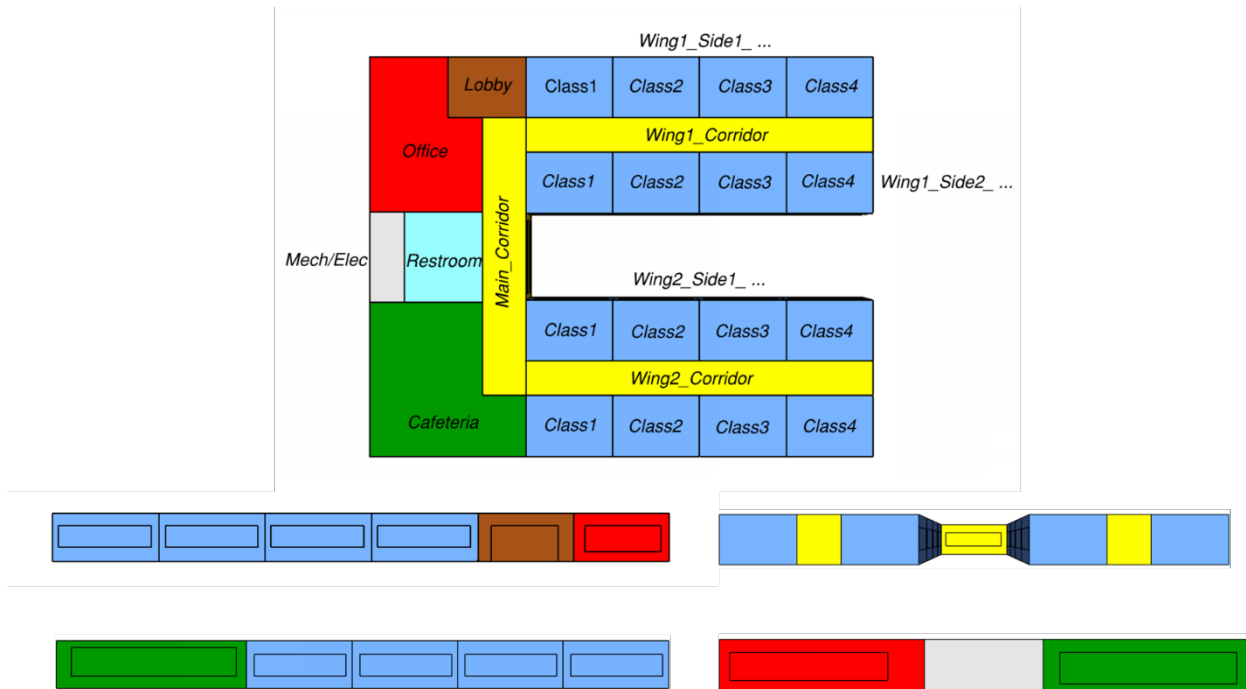 Wing1_Side1_ ...
Lobby Class1 Class2 Class3 Class4
Wing1_Corridor
Office
Class1 Class2 Class3 Class4 Wing1_Side2_ ...
Main_Corridor
Mech/Elec Restroom
Wing2_Side1_ ...
Class1 Class2 Class3 Class4
Wing2_Corridor
Cafeteria Class1 Class2 Class3 Class4